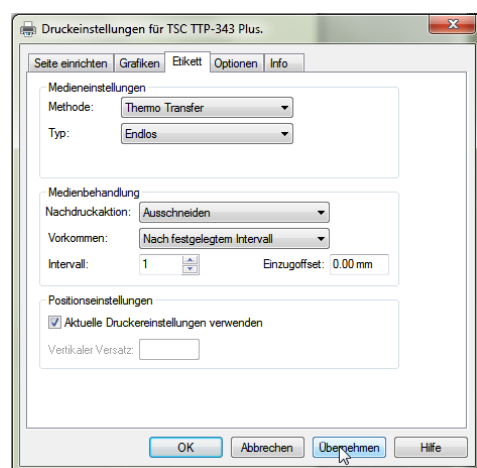 Druckeinstellungen für TSC TTP-343 Plus.
Seite einrichten Grafiken Etikett Optionen Info
Medieneinstellungen
Methode: Thermo Transfer
Typ: Endlos
Medienbehandlung
Nachdruckaktion: Ausschneiden
Vorkommen: Nach festgelegtem Intervall
Intervall: 1 Einzugoffset: 0.00 mm
Positionseinstellungen
Aktuelle Druckereinstellungen verwenden
Vertikaler Versatz:
OK Abbrechen Übernehmen Hilfe